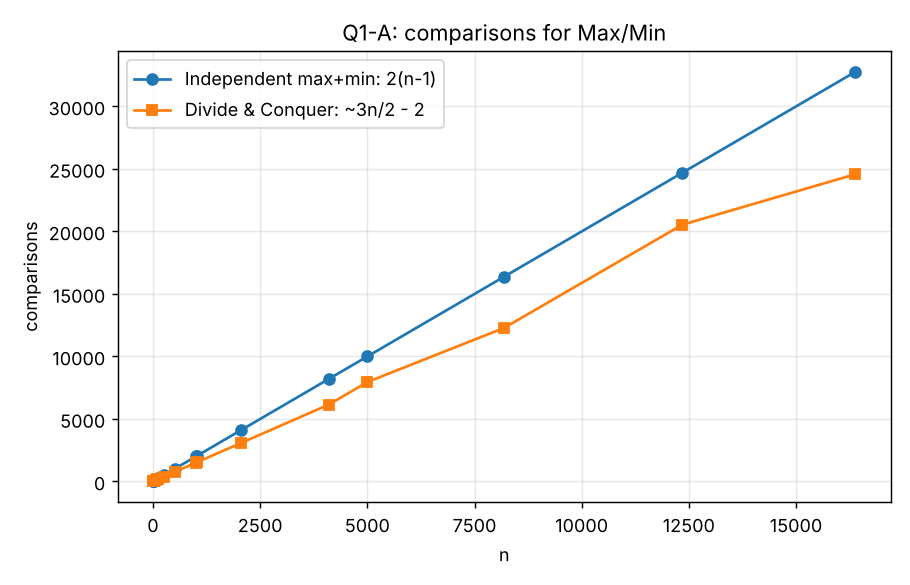 Q1-A: comparisons for Max/Min
Independent max+min: 2(n-1)
Divide & Conquer: ~3n/2 - 2
comparisons
30000
25000
20000
15000
10000
5000
0
0 2500 5000 7500 10000 12500 15000
n